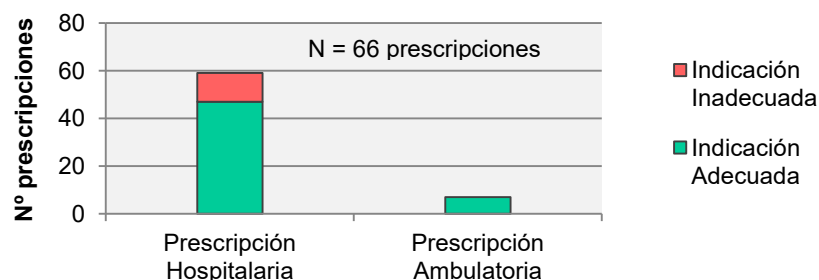 Nº prescripciones
80
60
40
20
0
N = 66 prescripciones
Prescripción
Hospitalaria
Prescripción
Ambulatoria
Indicación
Inadecuada
Indicación
Adecuada